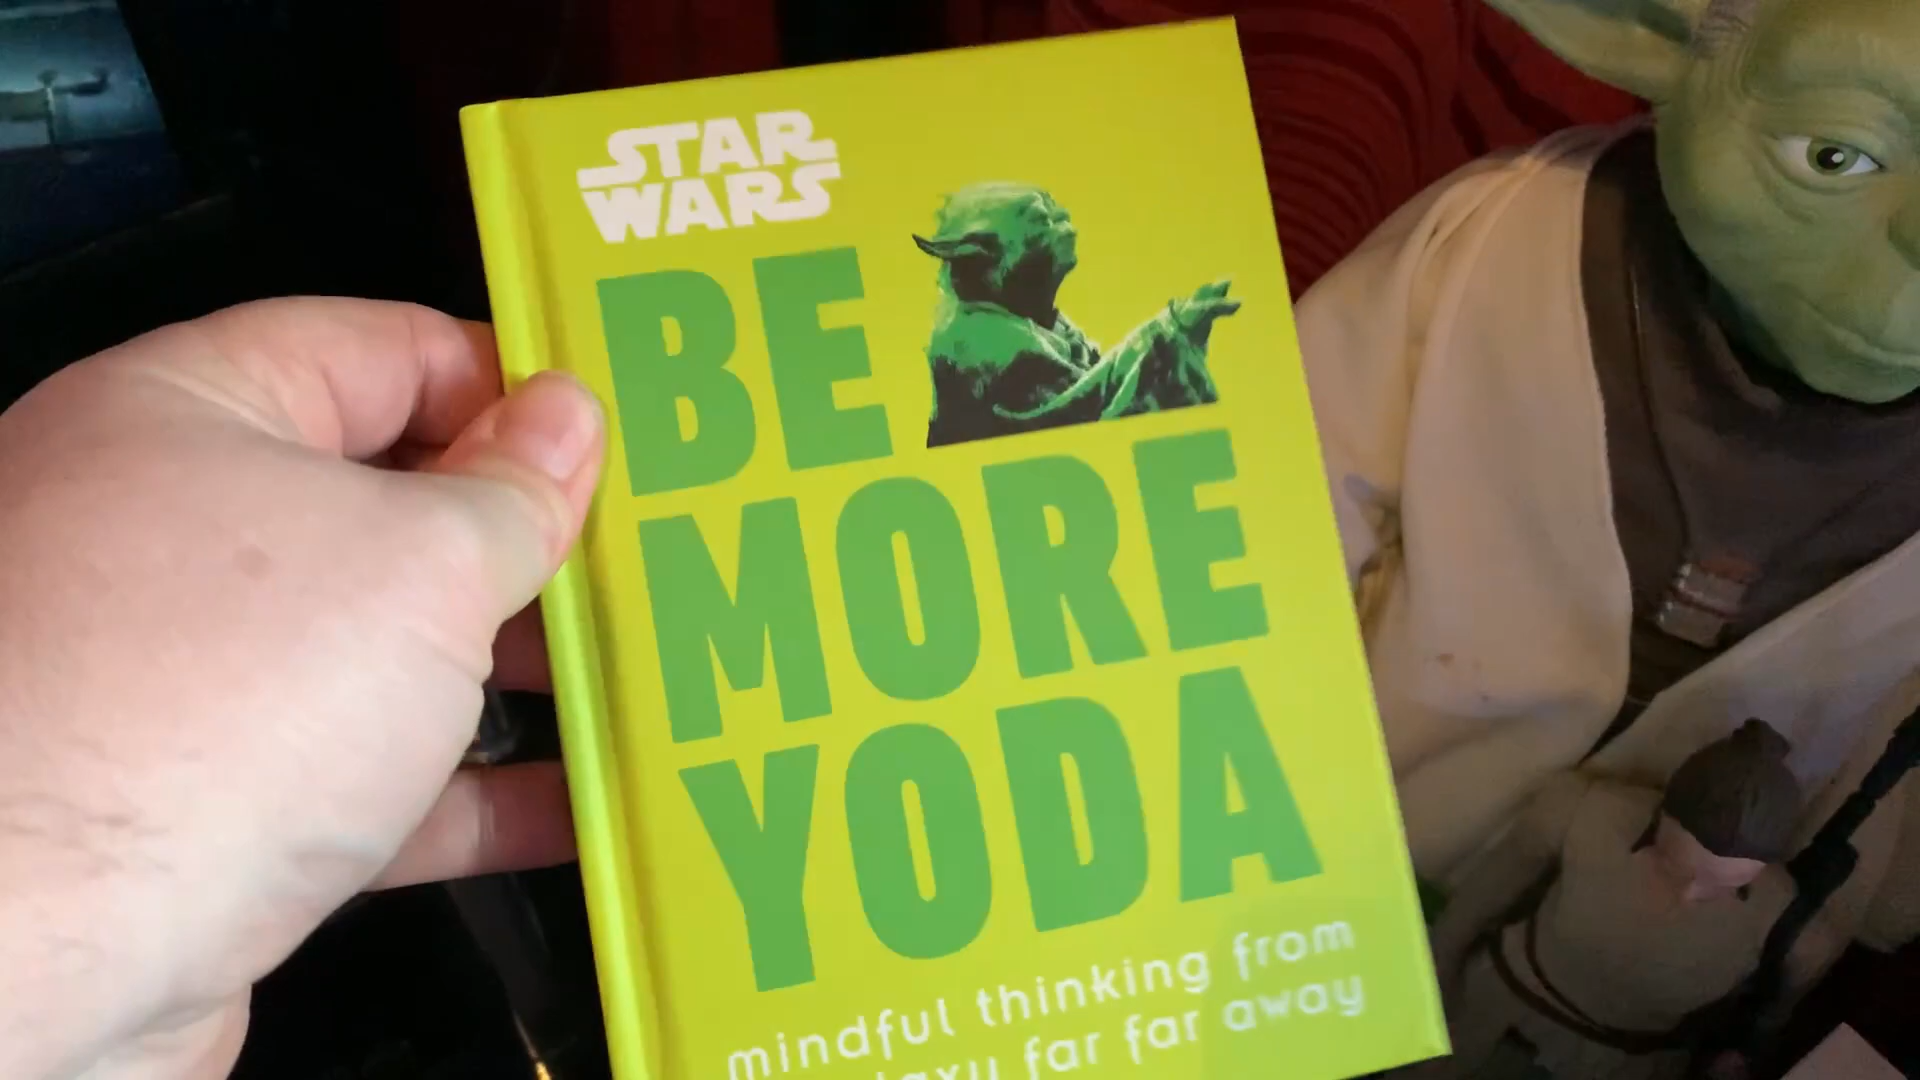 STAR
WARS
BE
MORE
YODA
mindful thinking from
far far away